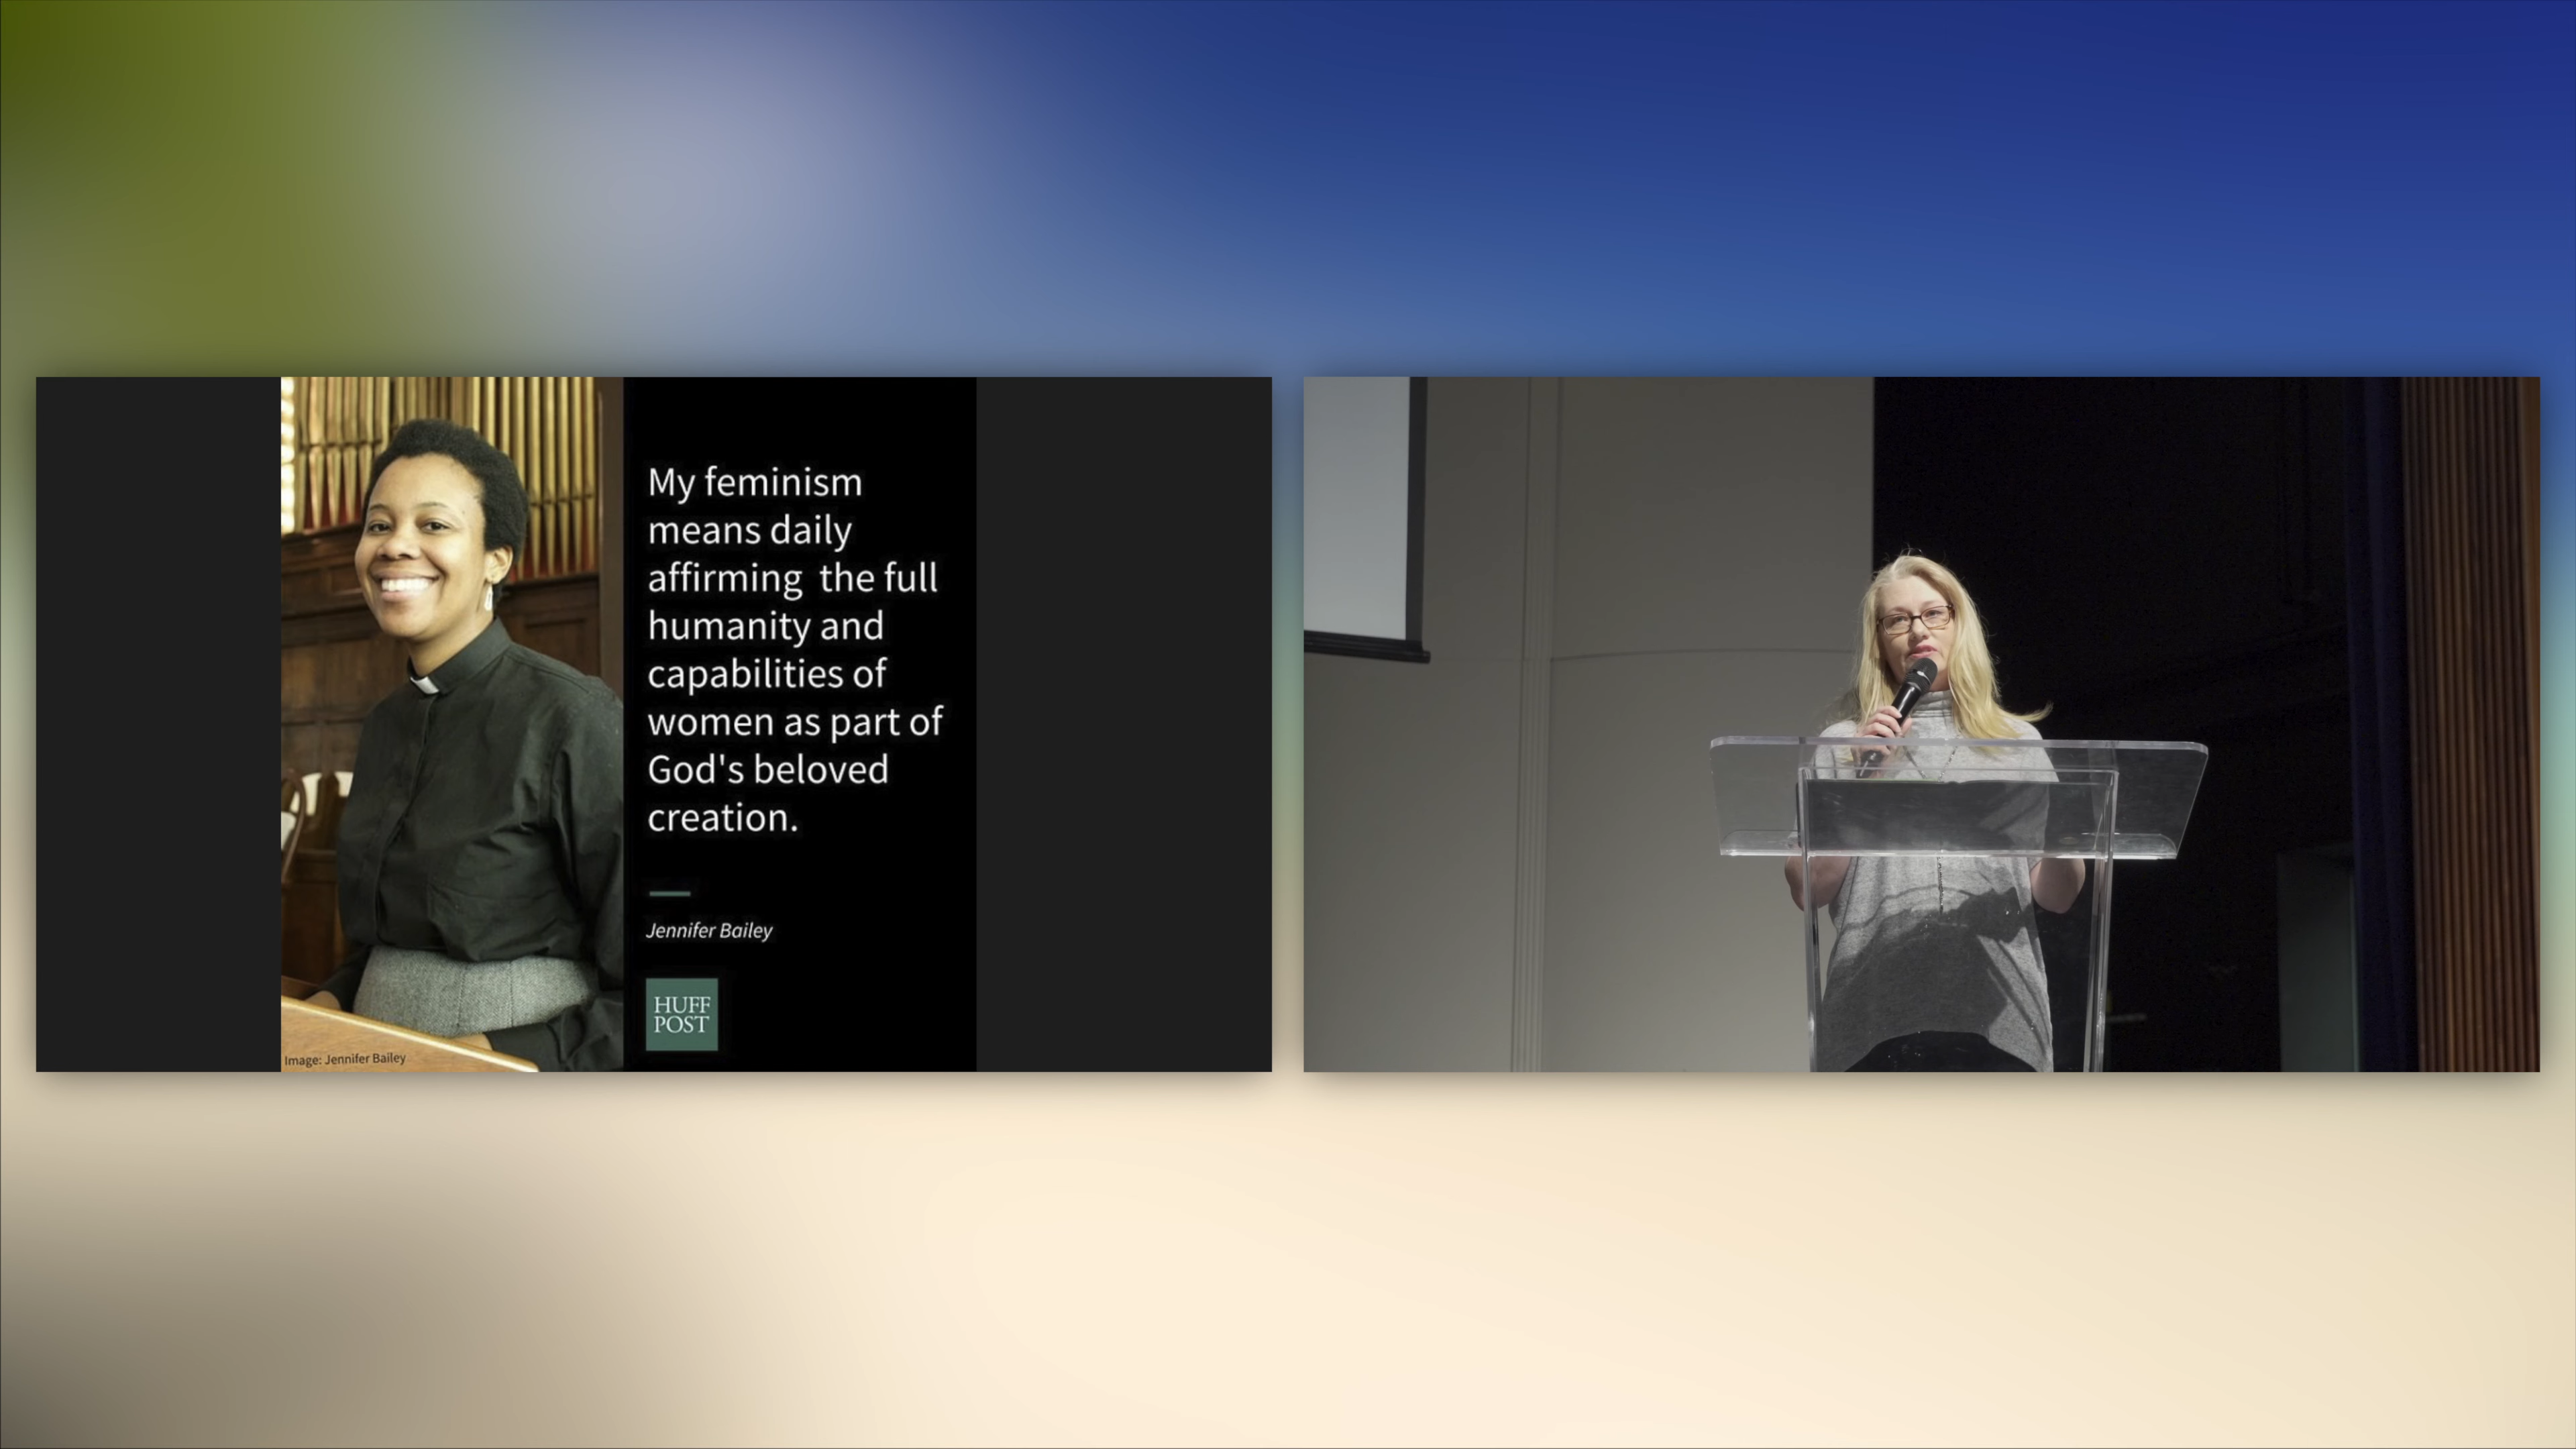 My feminism
means daily
affirming  the full
humanity and
capabilities of
women as part of
God's beloved
creation.
Jennifer Bailey
HUFF
POST
Image: Jennifer Bailey